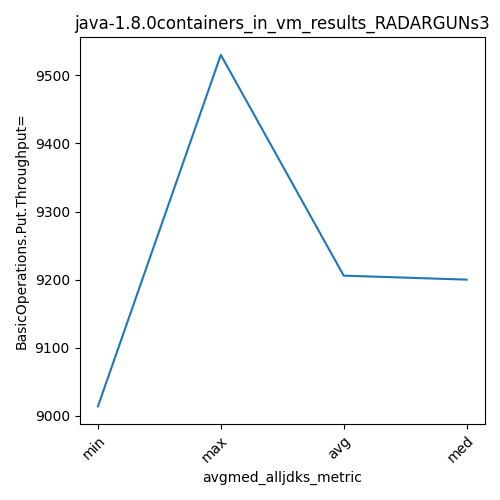 java-1.8.0containers_in_vm_results_RADARGUNs3
BasicOperations.Put.Throughput=
9500
9400
9300
9200
9100
9000
min
max
avg
med
avgmed_alljdks_metric